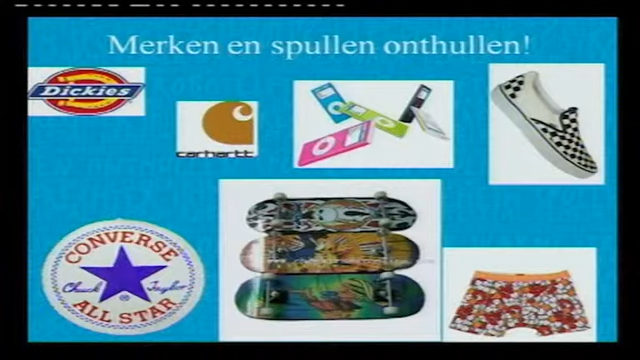 Merken en spullen onthullen!
Dickies
carhartt
CONVERSE
Chuck Taylor
ALL STAR